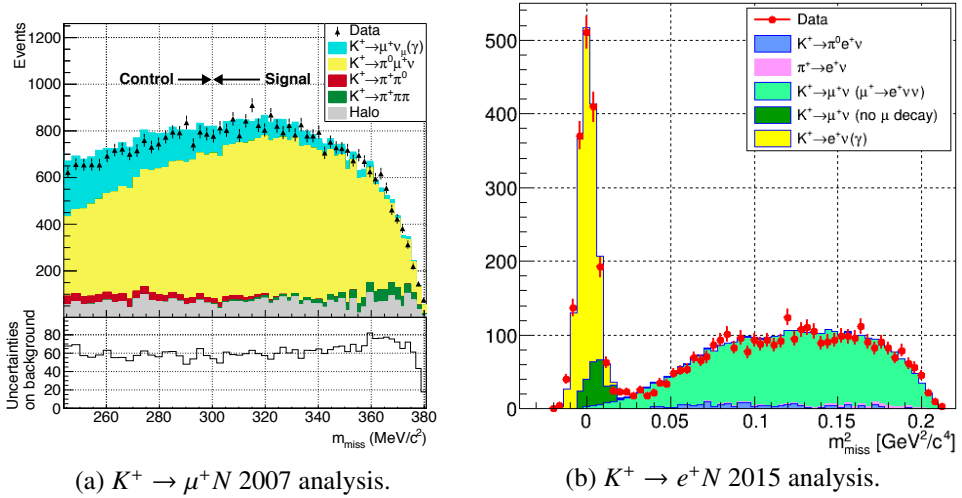 Events
1200
1000
800
600
400
200
Control
Signal
Data
K⁺→μ⁺ν_μ(γ)
K⁺→π⁰μ⁺ν
K⁺→π⁺π⁰
K⁺→π⁺ππ
Halo
Uncertainties
on background
80
60
40
20
0
260 280 300 320 340 360 380
m_miss (MeV/c²)
(a) K⁺ → μ⁺N 2007 analysis.
500
400
300
200
100
0
Data
K⁺→π⁰e⁺ν
π⁺→e⁺ν
K⁺→μ⁺ν (μ⁺→e⁺νν)
K⁺→μ⁺ν (no μ decay)
K⁺→e⁺ν(γ)
0 0.05 0.1 0.15 0.2
m²_miss [GeV²/c⁴]
(b) K⁺ → e⁺N 2015 analysis.